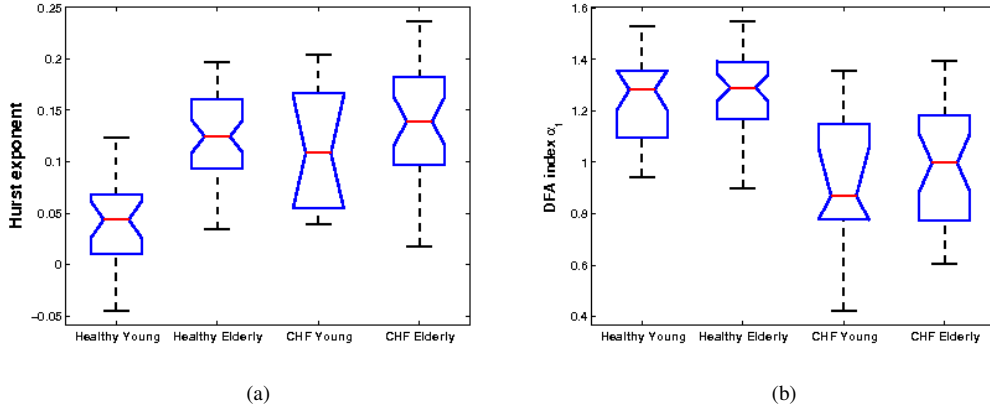 Hurst exponent
0.25
0.2
0.15
0.1
0.05
0
−0.05
Healthy Young Healthy Elderly CHF Young CHF Elderly
(a)
DFA index α1
1.6
1.4
1.2
1
0.8
0.6
0.4
Healthy Young Healthy Elderly CHF Young CHF Elderly
(b)